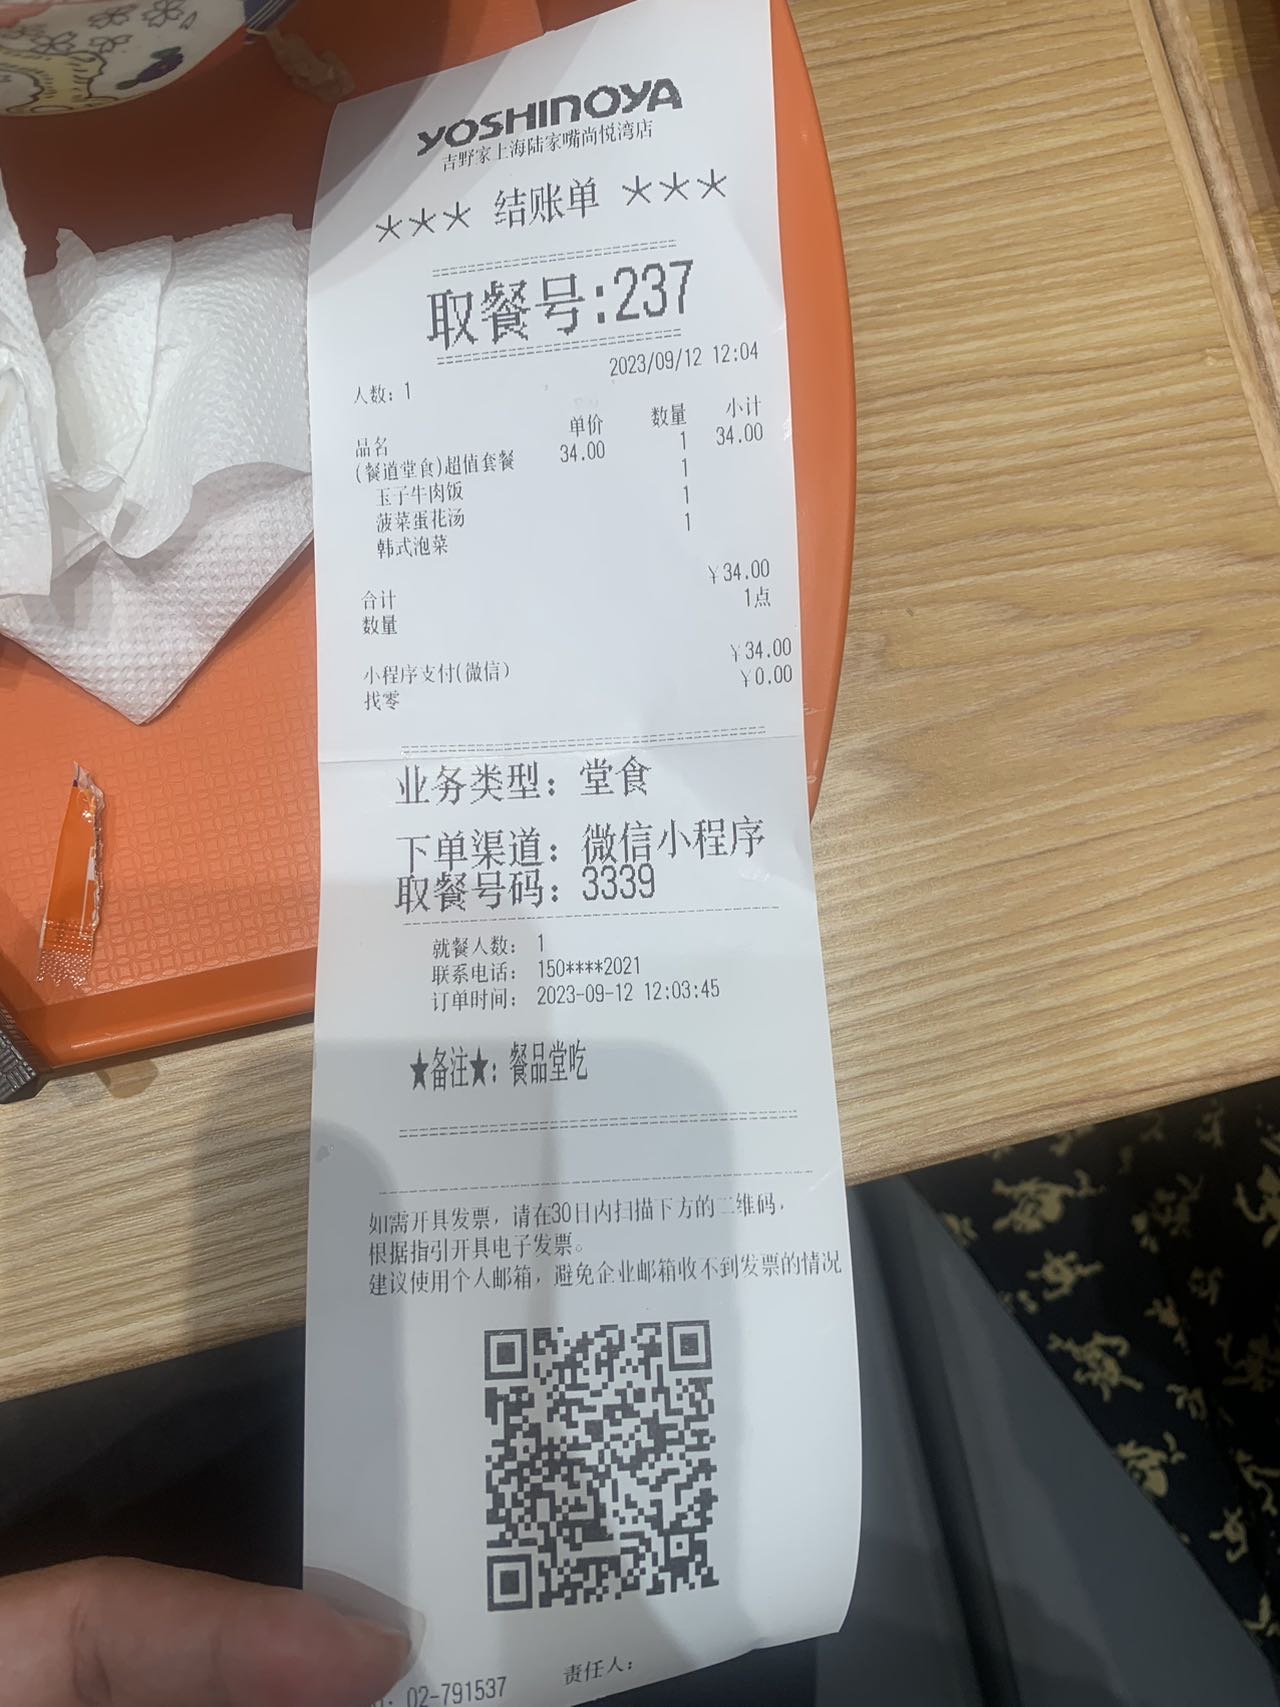 YOSHINOYA
吉野家上海陆家嘴尚悦湾店
*** 结账单 ***
取餐号:237
2023/09/12 12:04
人数: 1
品名 单价 数量 小计
(餐道堂食)超值套餐 34.00 1 34.00
玉子牛肉饭 1
菠菜蛋花汤 1
韩式泡菜 1
合计 ¥34.00
数量 1点
小程序支付(微信) ¥34.00
找零 ¥0.00
业务类型: 堂食
下单渠道: 微信小程序
取餐号码: 3339
就餐人数: 1
联系电话: 150****2021
订单时间: 2023-09-12 12:03:45
★备注★: 餐品堂吃
如需开具发票, 请在30日内扫描下方的二维码,
根据指引开具电子发票。
建议使用个人邮箱, 避免企业邮箱收不到发票的情况
: 02-791537 责任人: